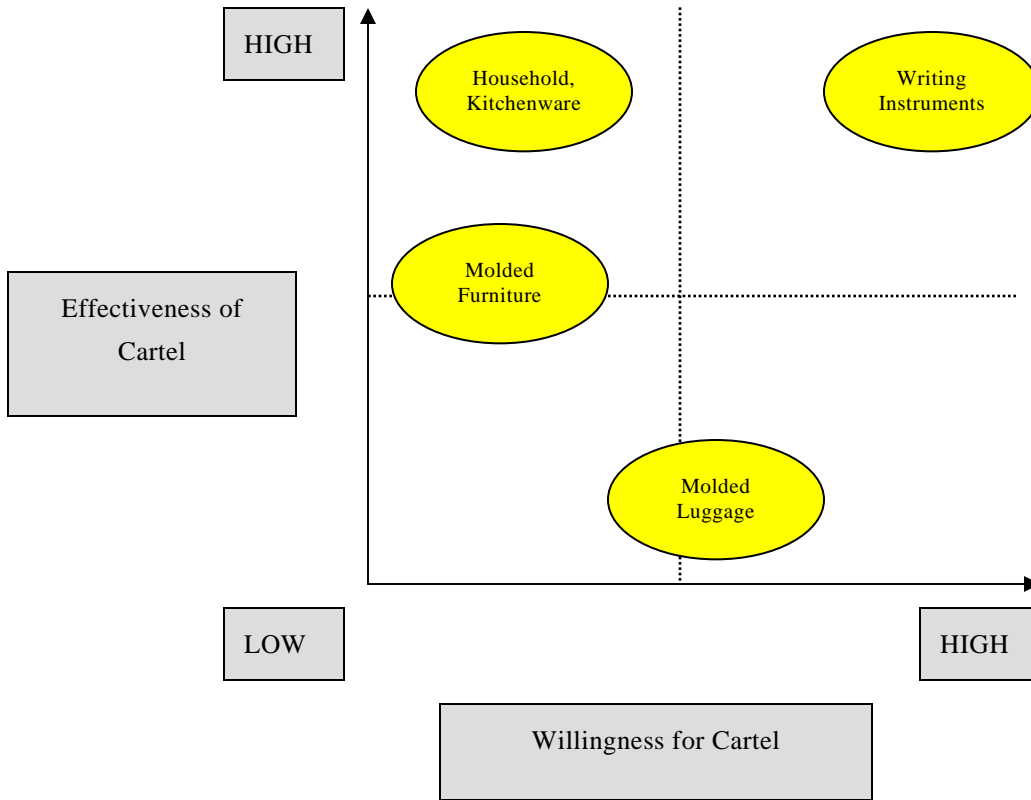 HIGH
Household,
Kitchenware
Writing
Instruments
Molded
Furniture
Effectiveness of
Cartel
Molded
Luggage
LOW
HIGH
Willingness for Cartel